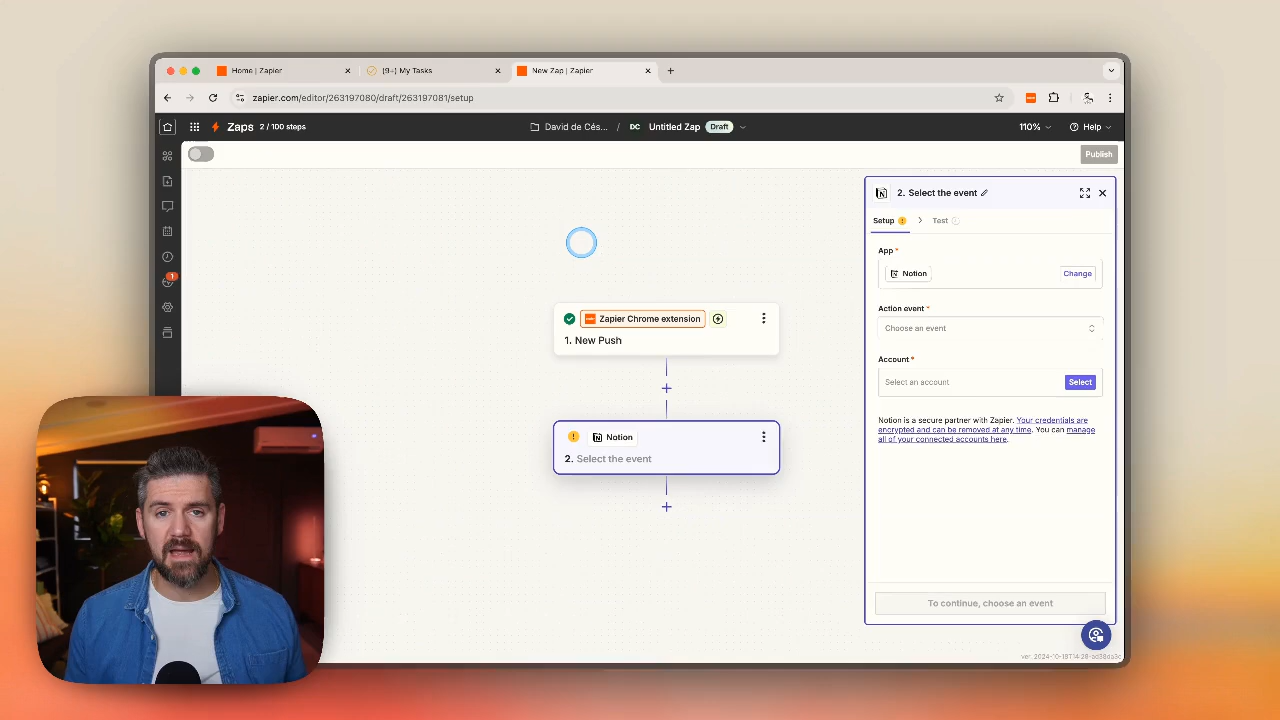 Home | Zapier
(9+) My Tasks
New Zap | Zapier
zapier.com/editor/263197080/draft/263197081/setup
Zaps 2 / 100 steps
David de Cés... / DC Untitled Zap Draft
110% Help
Publish
1
2. Select the event
Setup Test
App *
Notion
Change
Action event *
Choose an event
Account *
Select an account
Select
Notion is a secure partner with Zapier. Your credentials are
encrypted and can be removed at any time. You can manage
all of your connected accounts here.
To continue, choose an event
Zapier Chrome extension
1. New Push
Notion
2. Select the event